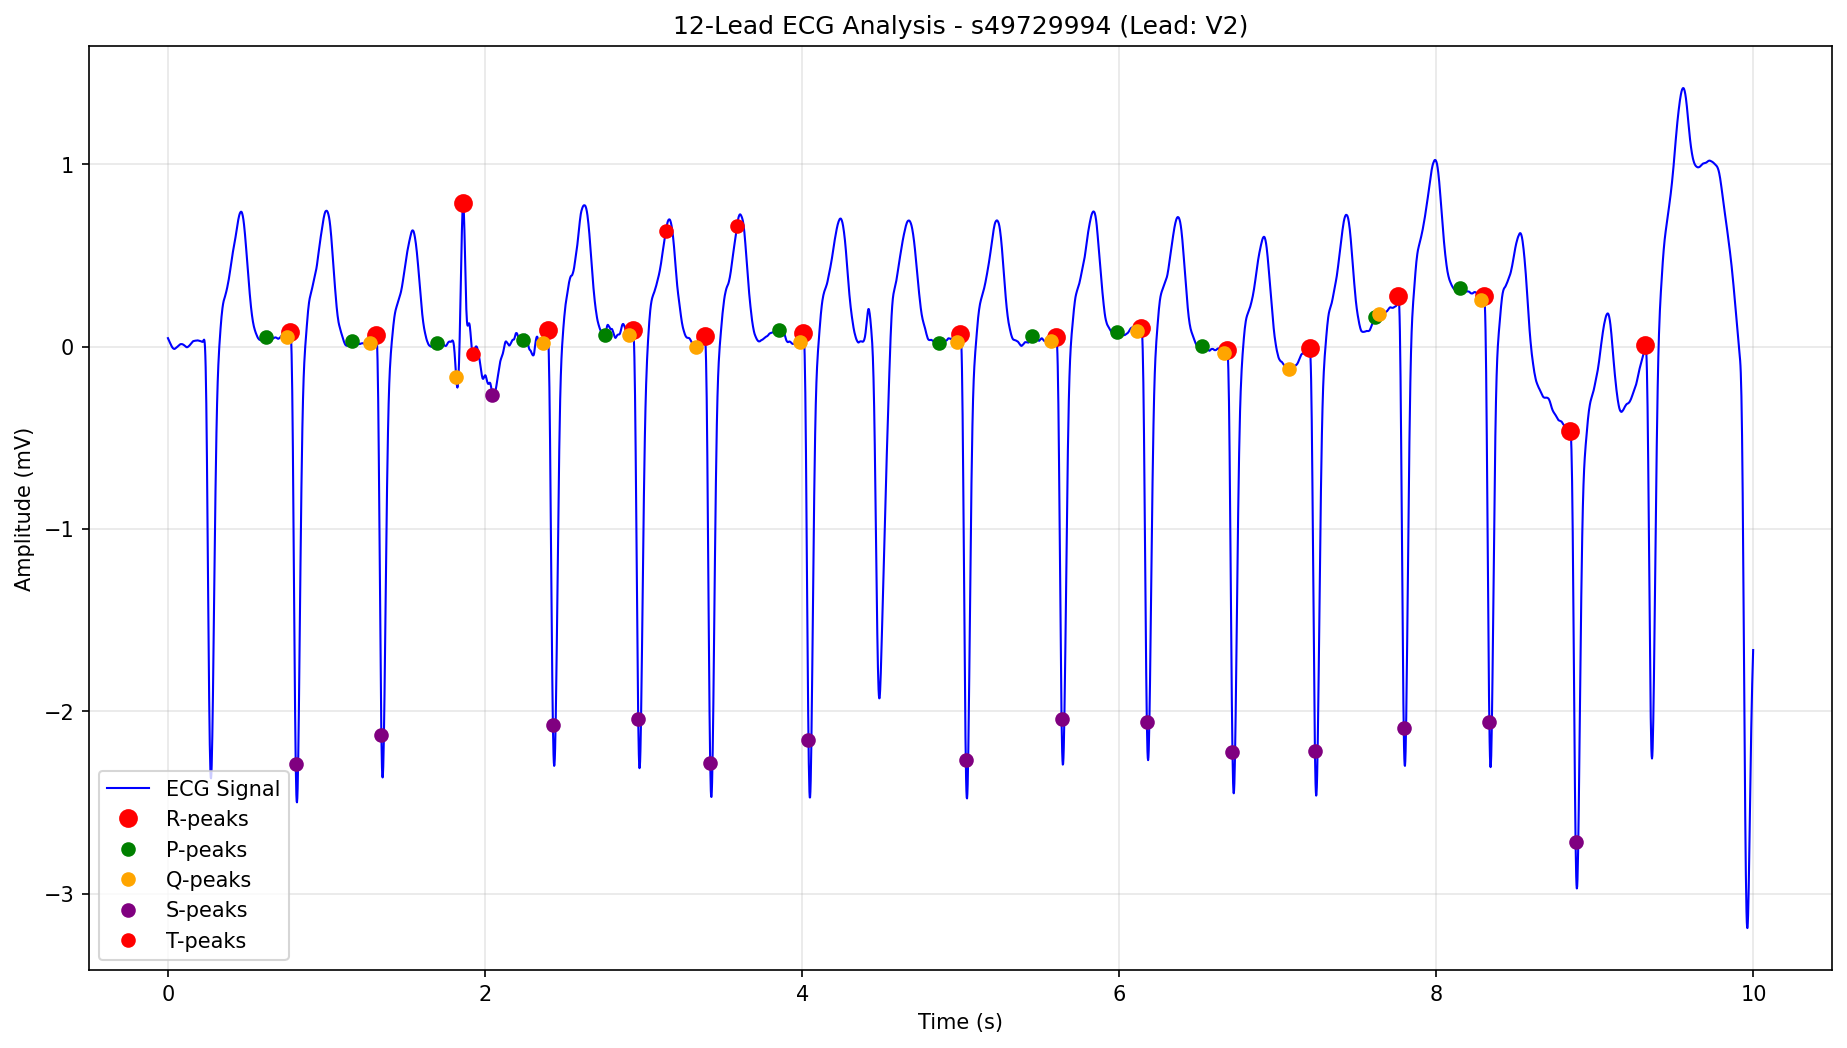 12-Lead ECG Analysis - s49729994 (Lead: V2)
Amplitude (mV)
1
0
−1
−2
−3
ECG Signal
R-peaks
P-peaks
Q-peaks
S-peaks
T-peaks
0 2 4 6 8 10
Time (s)